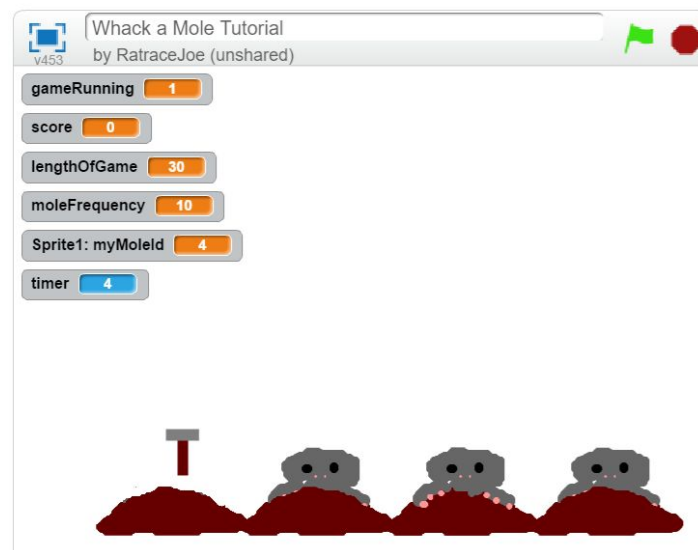 Whack a Mole Tutorial
v453
by RatraceJoe (unshared)
gameRunning 1
score 0
lengthOfGame 30
moleFrequency 10
Sprite1: myMoleId 4
timer 4